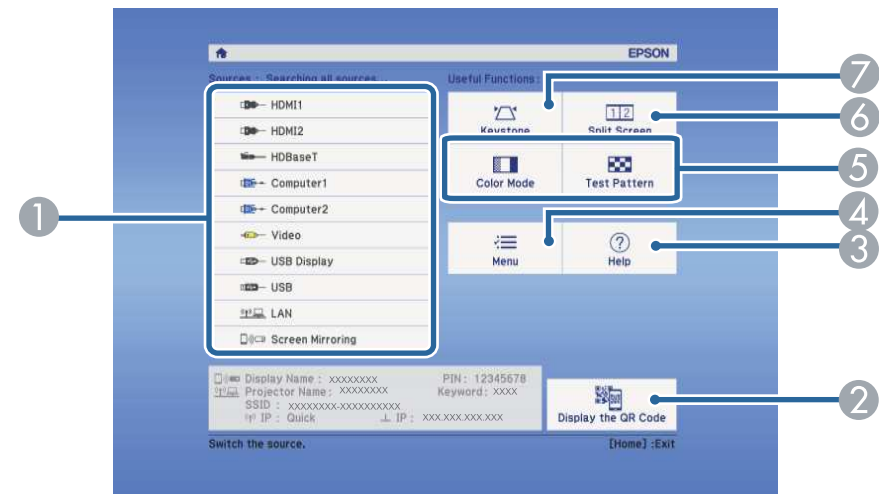 EPSON
Sources : Searching all sources...
Useful Functions:
HDMI1
HDMI2
HDBaseT
Computer1
Computer2
Video
USB Display
USB
LAN
Screen Mirroring
Keystone
Split Screen
1 2
Color Mode
Test Pattern
Menu
? Help
Display Name : xxxxxxxx
PIN: 12345678
Projector Name: xxxxxxxx
Keyword: xxxx
SSID : xxxxxxxx-xxxxxxxxxx
IP : Quick
IP : xxx.xxx.xxx.xxx
Display the QR Code
Switch the source.
[Home] :Exit
1
7
6
5
4
3
2